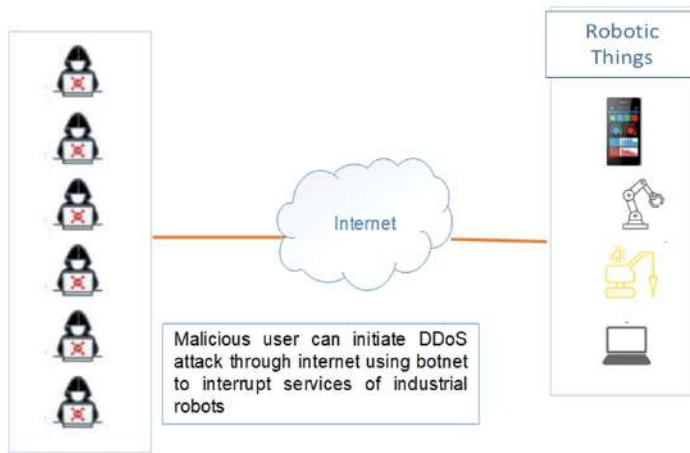 Robotic
Things
Internet
Malicious user can initiate DDoS
attack through internet using botnet
to interrupt services of industrial
robots